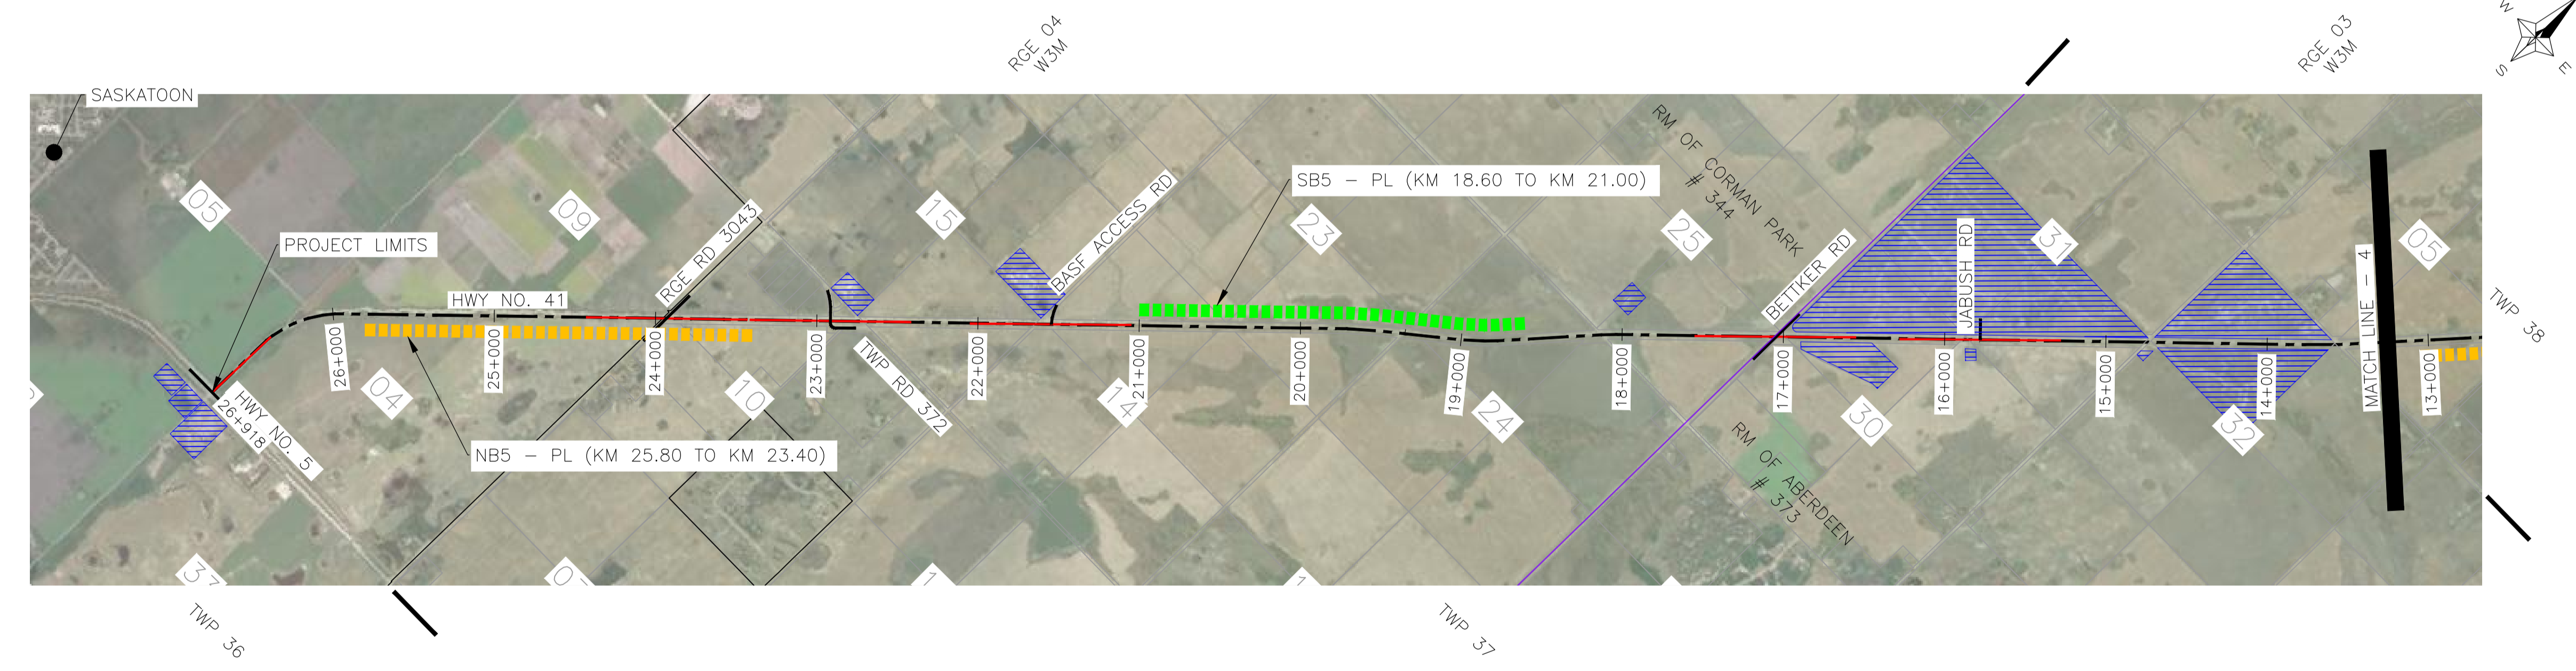 RGE 04
W3M
RGE 03
W3M
W
S
E
SASKATOON
05
09
15
23
25
31
05
RM OF CORMAN PARK
# 344
SB5 - PL (KM 18.60 TO KM 21.00)
PROJECT LIMITS
HWY NO. 41
RGE RD 3043
BASF ACCESS RD
BETTKER RD
JABUSH RD
MATCH LINE - 4
TWP 38
26+000
25+000
24+000
23+000
22+000
21+000
20+000
19+000
18+000
17+000
16+000
15+000
14+000
13+000
HWY NO. 5
26+918
04
10
TWP RD 372
14
24
30
32
NB5 - PL (KM 25.80 TO KM 23.40)
RM OF ABERDEEN
# 373
33
TWP 36
TWP 37